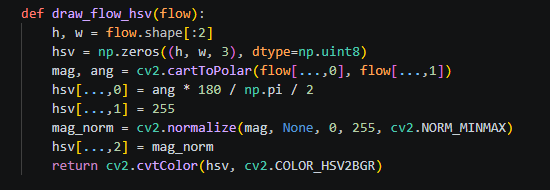 def draw_flow_hsv(flow):
    h, w = flow.shape[:2]
    hsv = np.zeros((h, w, 3), dtype=np.uint8)
    mag, ang = cv2.cartToPolar(flow[...,0], flow[...,1])
    hsv[...,0] = ang * 180 / np.pi / 2
    hsv[...,1] = 255
    mag_norm = cv2.normalize(mag, None, 0, 255, cv2.NORM_MINMAX)
    hsv[...,2] = mag_norm
    return cv2.cvtColor(hsv, cv2.COLOR_HSV2BGR)